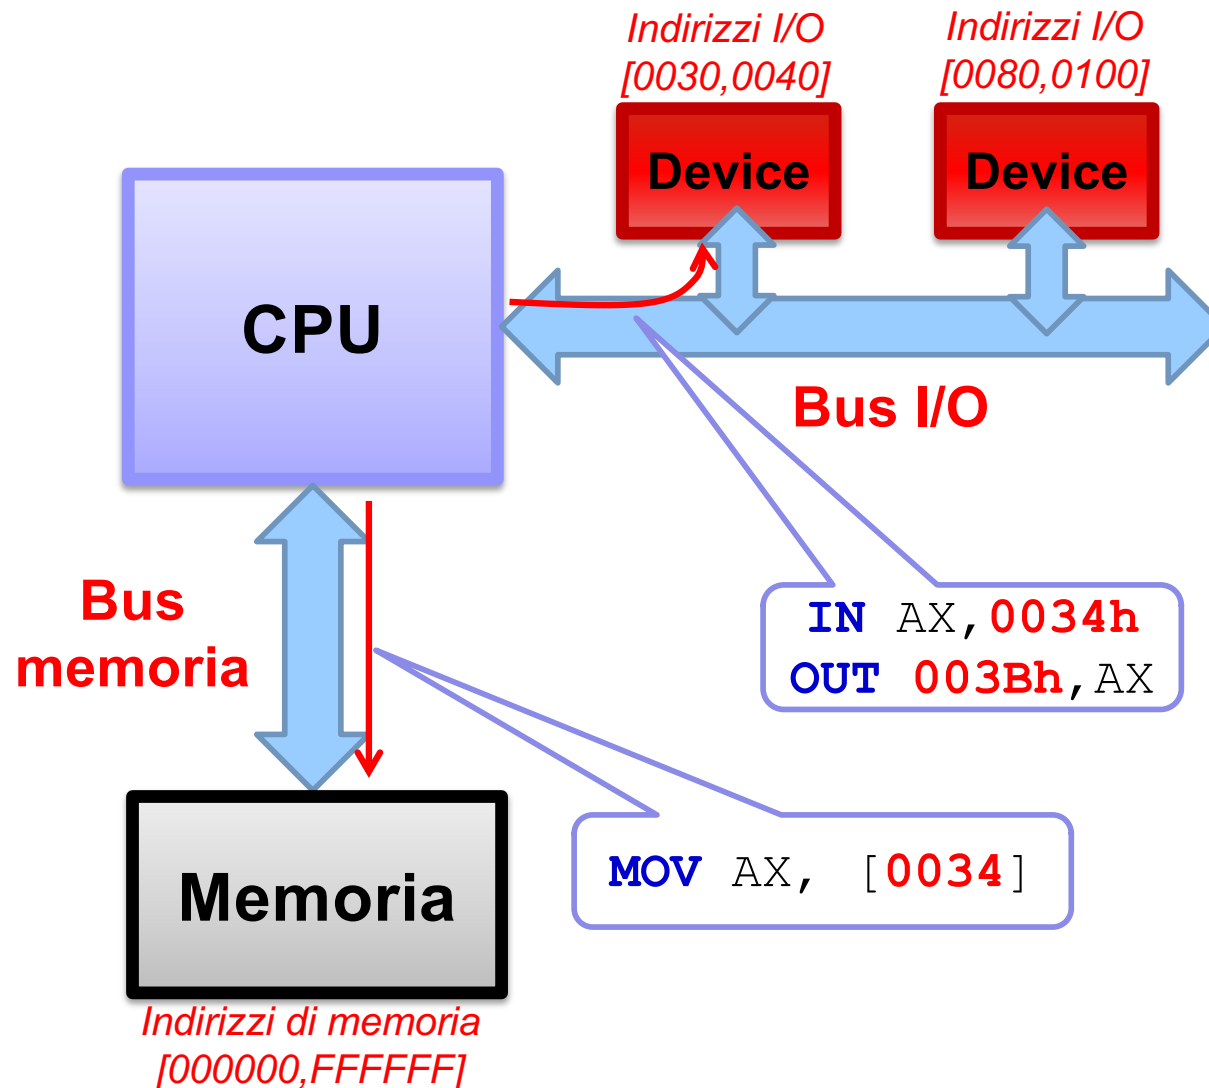 Indirizzi I/O
[0030,0040]
Indirizzi I/O
[0080,0100]
Device
Device
CPU
Bus I/O
Bus
memoria
IN AX,0034h
OUT 003Bh,AX
MOV AX, [0034]
Memoria
Indirizzi di memoria
[000000,FFFFFF]